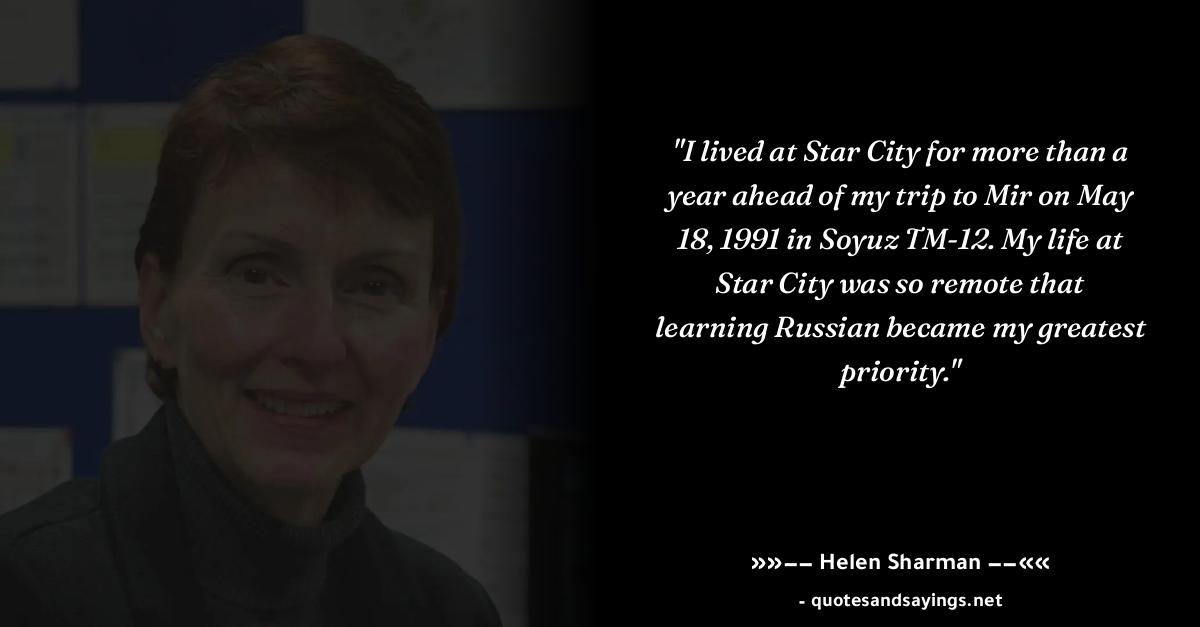 "I lived at Star City for more than a
year ahead of my trip to Mir on May
18, 1991 in Soyuz TM-12. My life at
Star City was so remote that
learning Russian became my greatest
priority."
»»–– Helen Sharman ––««
- quotesandsayings.net